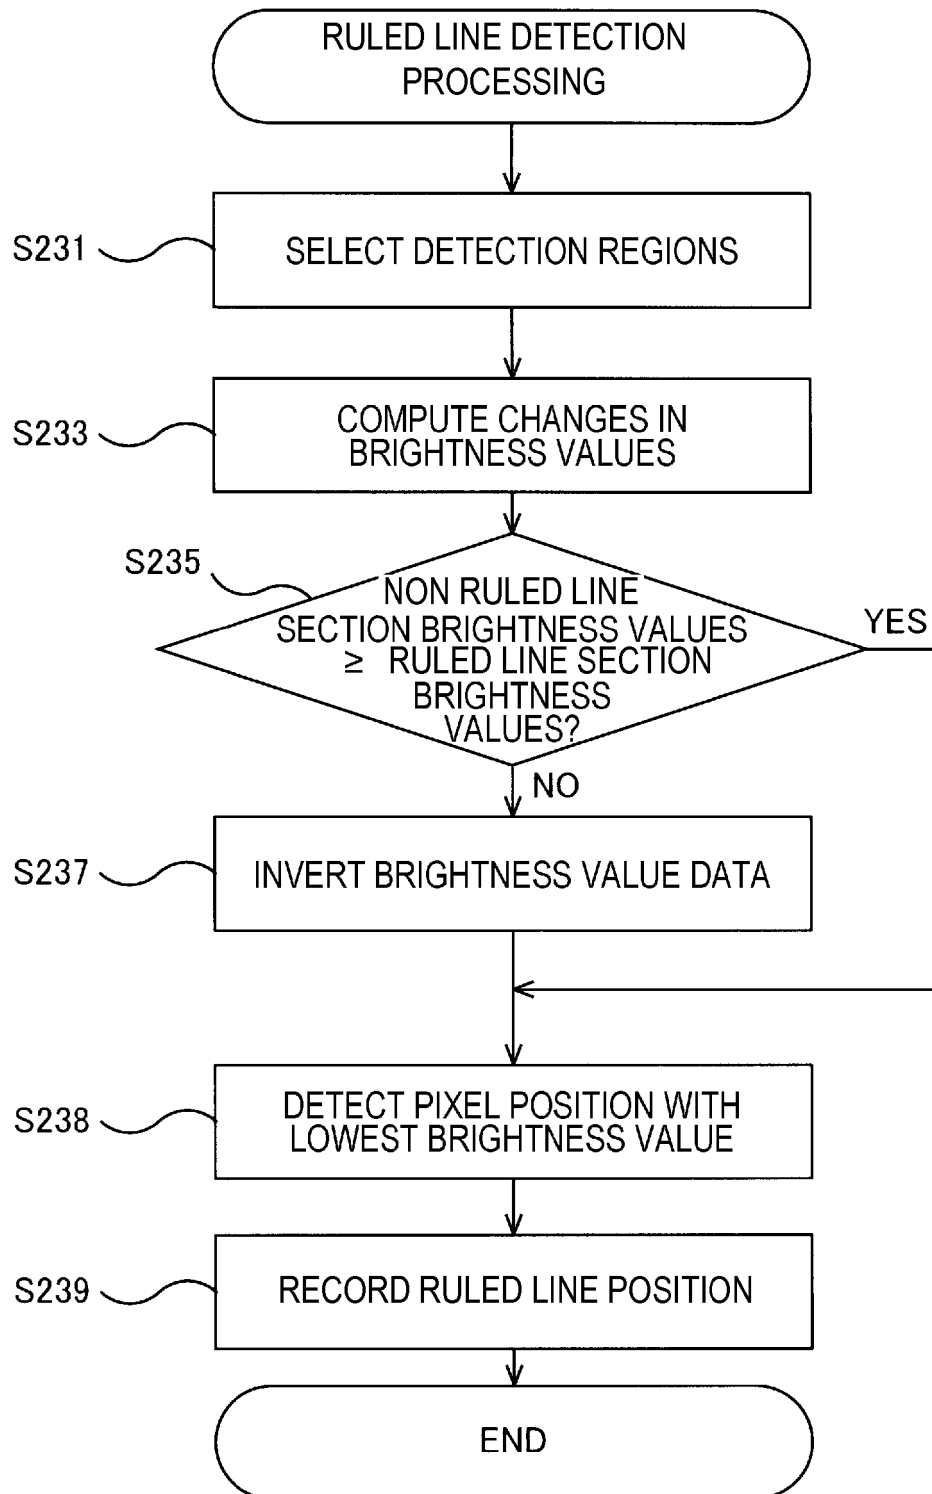 RULED LINE DETECTION
PROCESSING
S231
SELECT DETECTION REGIONS
S233
COMPUTE CHANGES IN
BRIGHTNESS VALUES
S235
NON RULED LINE
SECTION BRIGHTNESS VALUES
≥ RULED LINE SECTION
BRIGHTNESS
VALUES?
YES
NO
S237
INVERT BRIGHTNESS VALUE DATA
S238
DETECT PIXEL POSITION WITH
LOWEST BRIGHTNESS VALUE
S239
RECORD RULED LINE POSITION
END